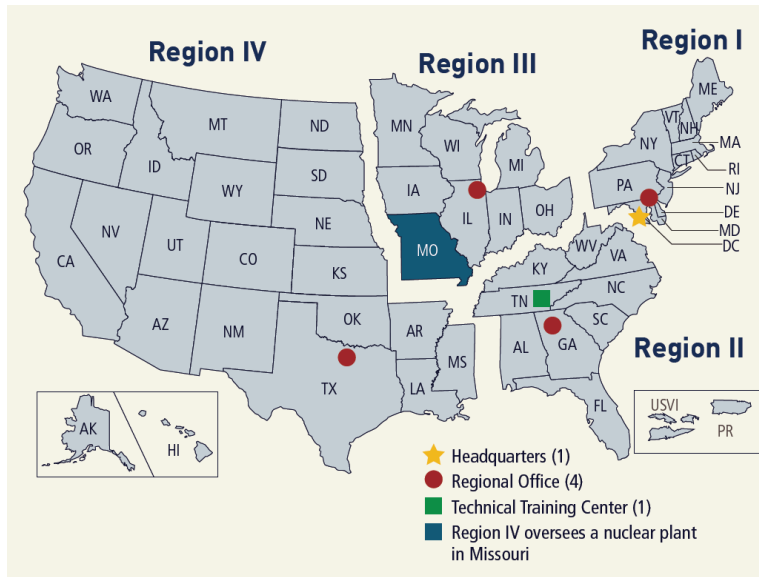 Region I
Region IV
Region III
WA
MT
ND
MN
ME
VT
NH
OR
ID
SD
WI
MI
NY
MA
WY
IA
PA
CT
RI
NV
NE
IL
IN
OH
NJ
UT
CO
MO
WV
DE
MD
DC
CA
KS
KY
VA
AZ
NM
OK
AR
TN
NC
SC
TX
LA
MS
AL
GA
Region II
FL
USVI
PR
AK
HI
Headquarters (1)
Regional Office (4)
Technical Training Center (1)
Region IV oversees a nuclear plant
in Missouri